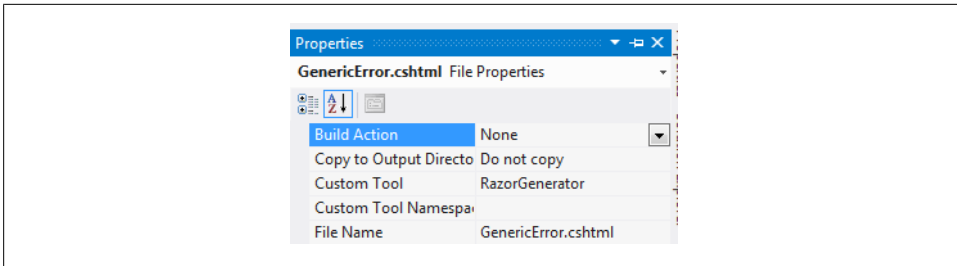 Properties
GenericError.cshtml File Properties
A Z
Build Action None
Copy to Output Directo Do not copy
Custom Tool RazorGenerator
Custom Tool Namespa
File Name GenericError.cshtml